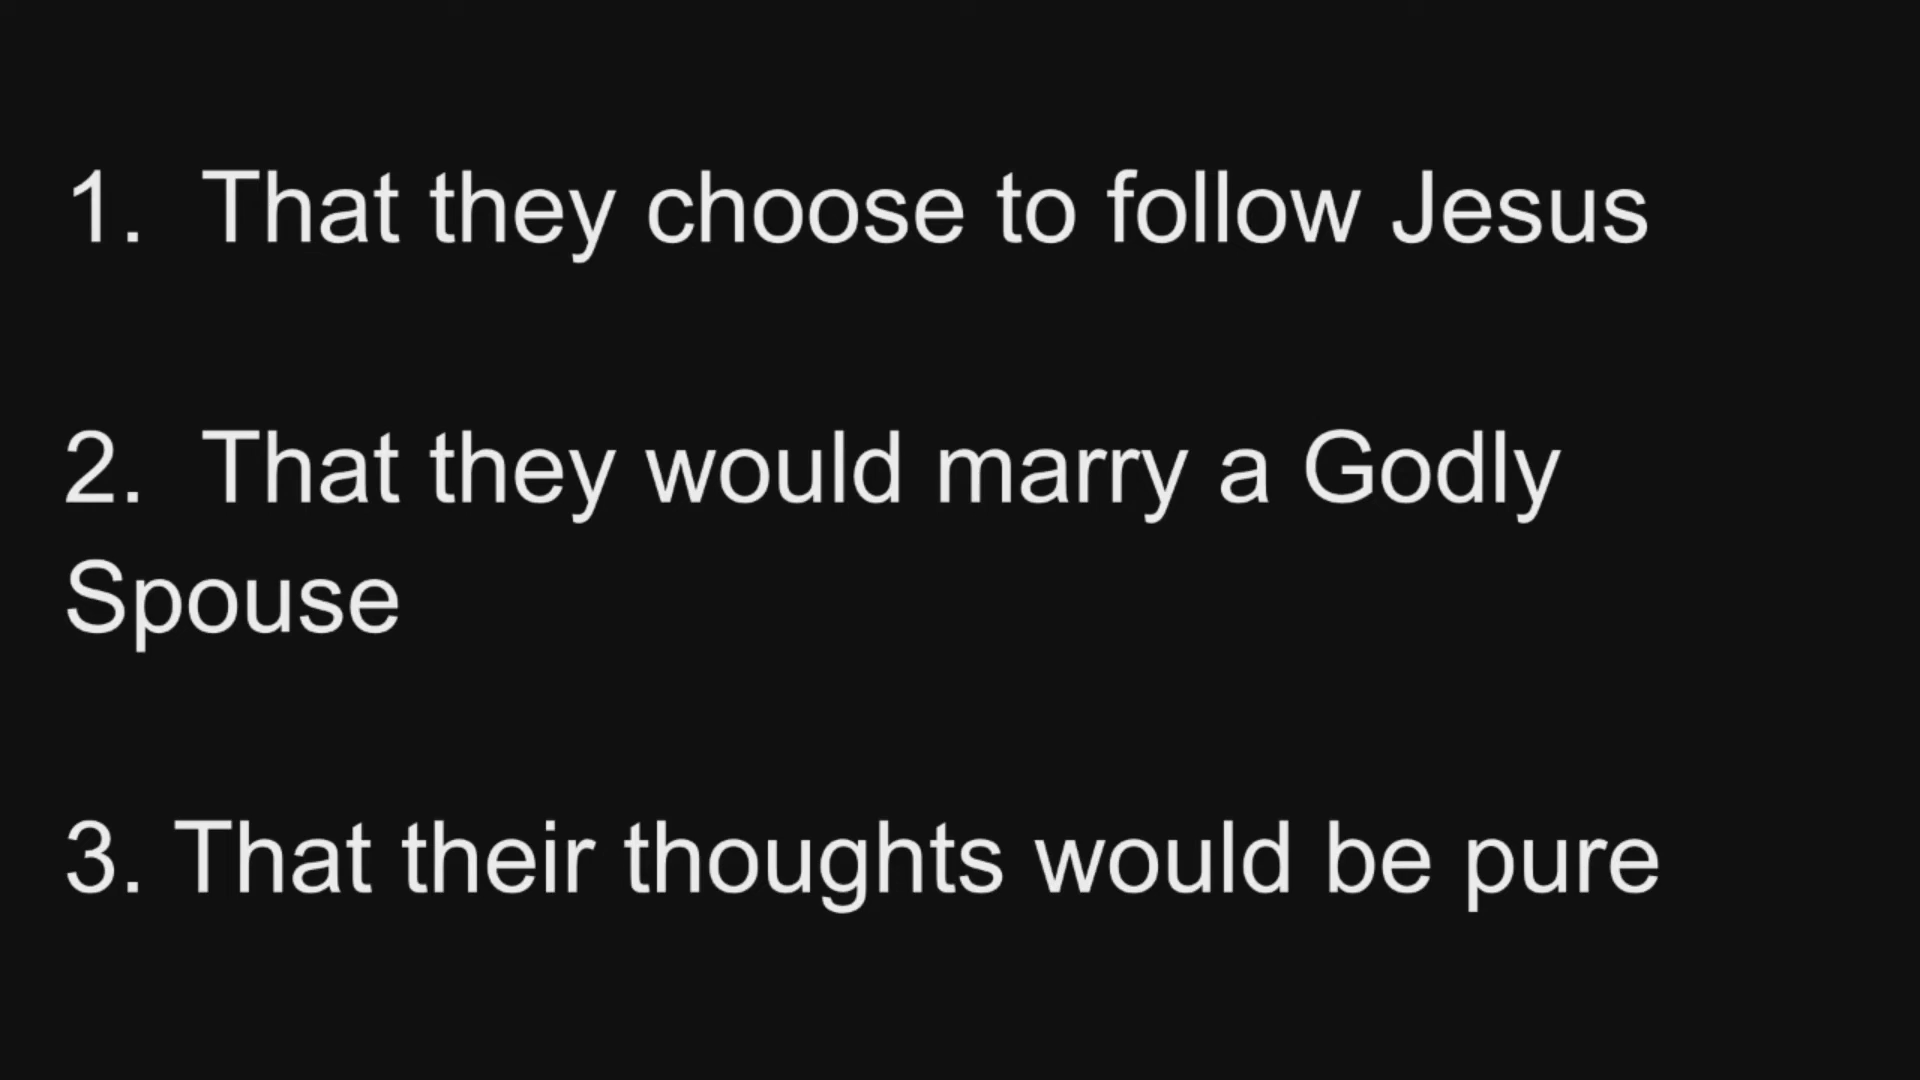 1. That they choose to follow Jesus
2. That they would marry a Godly
Spouse
3. That their thoughts would be pure